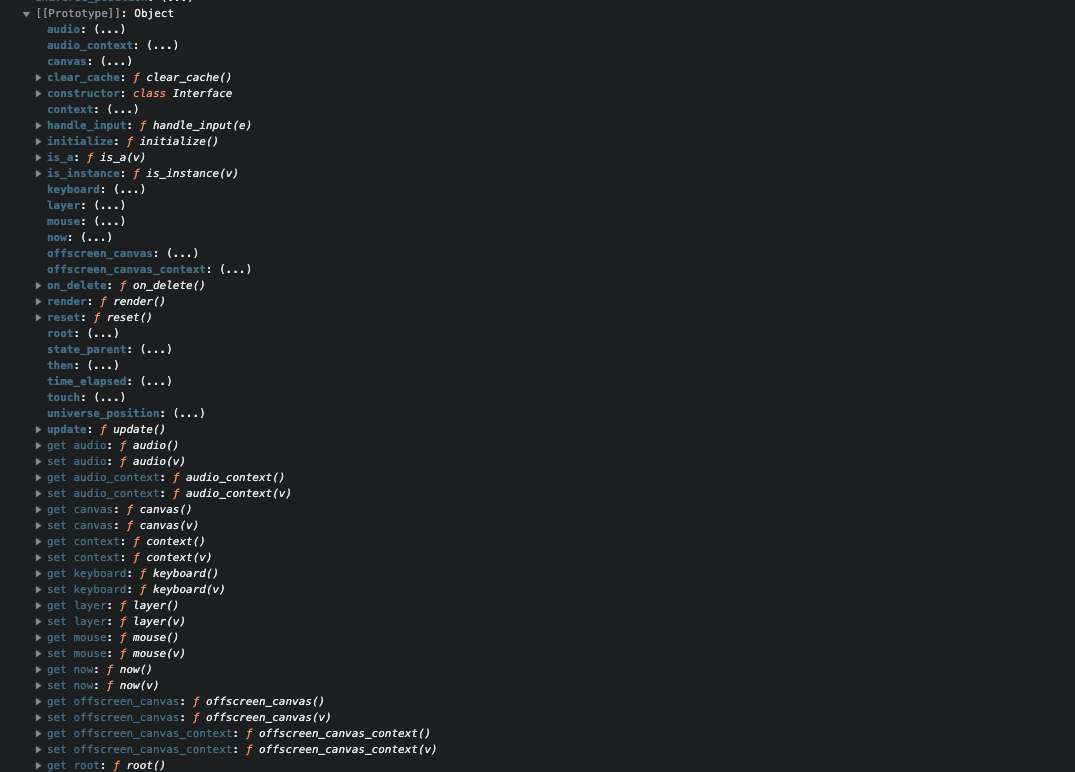 [[Prototype]]: Object
audio: (...)
audio_context: (...)
canvas: (...)
clear_cache: ƒ clear_cache()
constructor: class Interface
context: (...)
handle_input: ƒ handle_input(e)
initialize: ƒ initialize()
is_a: ƒ is_a(v)
is_instance: ƒ is_instance(v)
keyboard: (...)
layer: (...)
mouse: (...)
now: (...)
offscreen_canvas: (...)
offscreen_canvas_context: (...)
on_delete: ƒ on_delete()
render: ƒ render()
reset: ƒ reset()
root: (...)
state_parent: (...)
then: (...)
time_elapsed: (...)
touch: (...)
universe_position: (...)
update: ƒ update()
get audio: ƒ audio()
set audio: ƒ audio(v)
get audio_context: ƒ audio_context()
set audio_context: ƒ audio_context(v)
get canvas: ƒ canvas()
set canvas: ƒ canvas(v)
get context: ƒ context()
set context: ƒ context(v)
get keyboard: ƒ keyboard()
set keyboard: ƒ keyboard(v)
get layer: ƒ layer()
set layer: ƒ layer(v)
get mouse: ƒ mouse()
set mouse: ƒ mouse(v)
get now: ƒ now()
set now: ƒ now(v)
get offscreen_canvas: ƒ offscreen_canvas()
set offscreen_canvas: ƒ offscreen_canvas(v)
get offscreen_canvas_context: ƒ offscreen_canvas_context()
set offscreen_canvas_context: ƒ offscreen_canvas_context(v)
get root: ƒ root()